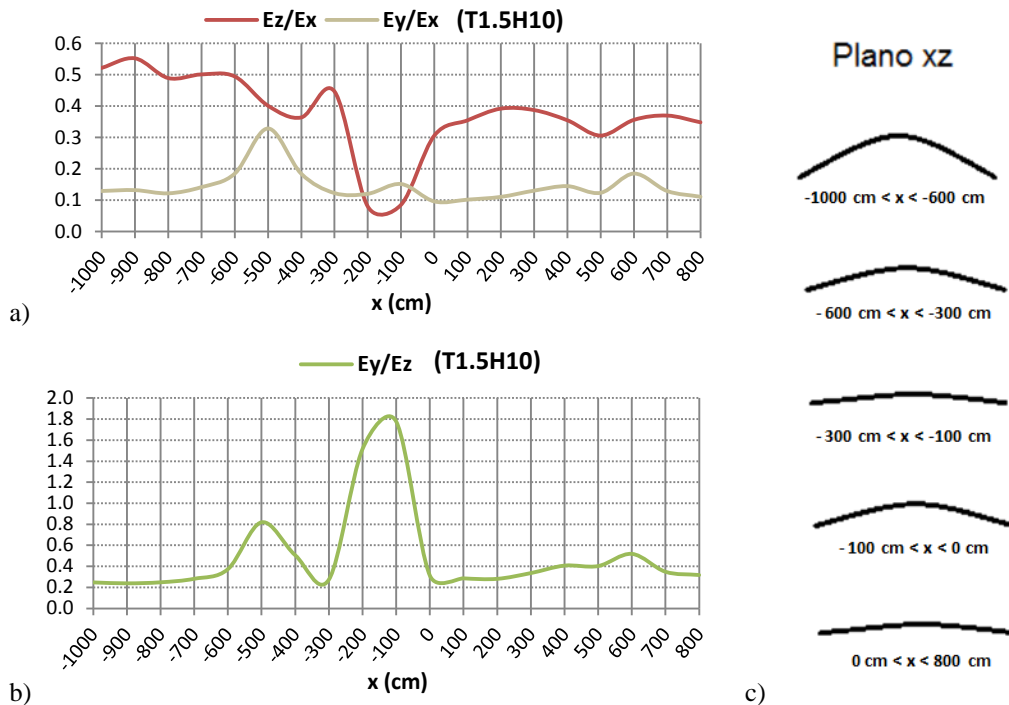 Ez/Ex Ey/Ex (T1.5H10)
0.6
0.5
0.4
0.3
0.2
0.1
0.0
-1000 -900 -800 -700 -600 -500 -400 -300 -200 -100 0 100 200 300 400 500 600 700 800
x (cm)
a)
Ey/Ez (T1.5H10)
2.0
1.8
1.6
1.4
1.2
1.0
0.8
0.6
0.4
0.2
0.0
-1000 -900 -800 -700 -600 -500 -400 -300 -200 -100 0 100 200 300 400 500 600 700 800
x (cm)
b)
Plano xz
-1000 cm < x < -600 cm
- 600 cm < x < -300 cm
- 300 cm < x < -100 cm
- 100 cm < x < 0 cm
0 cm < x < 800 cm
c)